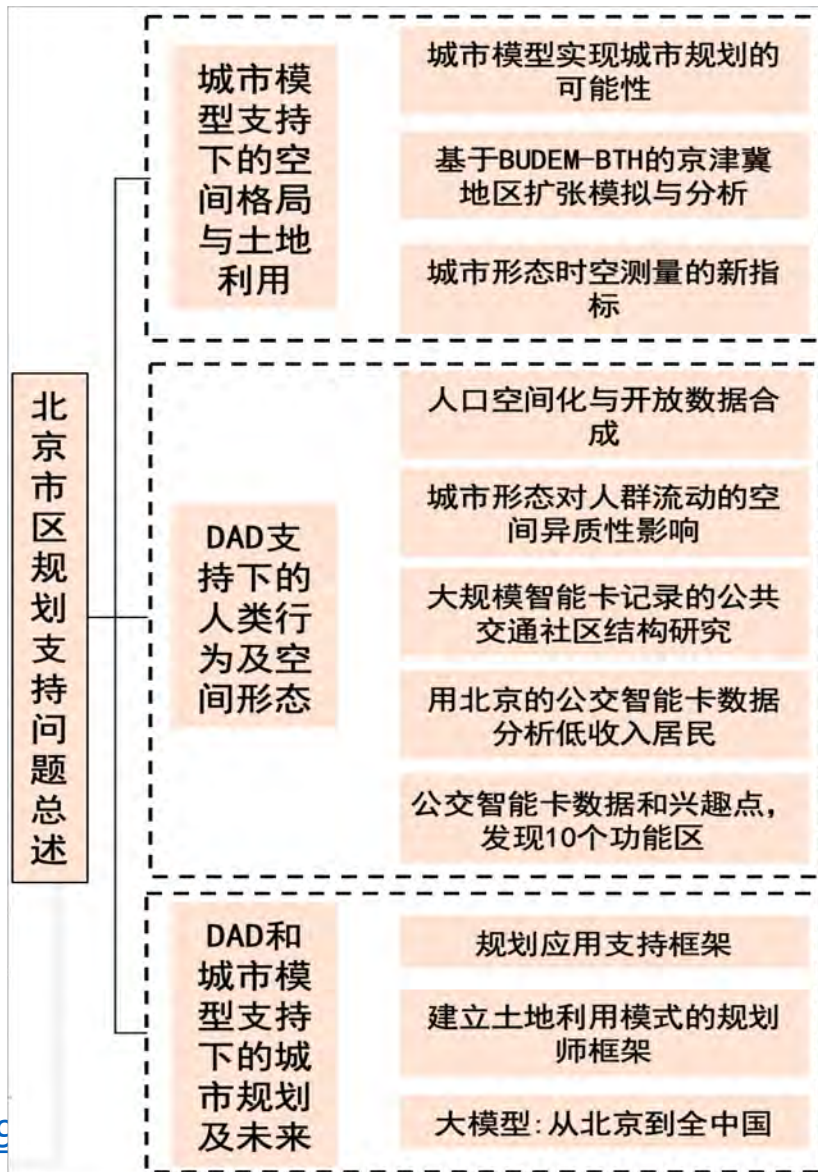 北京市区规划支持问题总述
城市模
型支持
下的空
间格局
与土地
利用
城市模型实现城市规划的
可能性
基于BUDEM-BTH的京津冀
地区扩张模拟与分析
城市形态时空测量的新指
标
DAD支
持下的
人类行
为及空
间形态
人口空间化与开放数据合
成
城市形态对人群流动的空
间异质性影响
大规模智能卡记录的公共
交通社区结构研究
用北京的公交智能卡数据
分析低收入居民
公交智能卡数据和兴趣点，
发现10个功能区
DAD和
城市模
型支持
下的城
市规划
及未来
规划应用支持框架
建立土地利用模式的规划
师框架
大模型：从北京到全中国
g